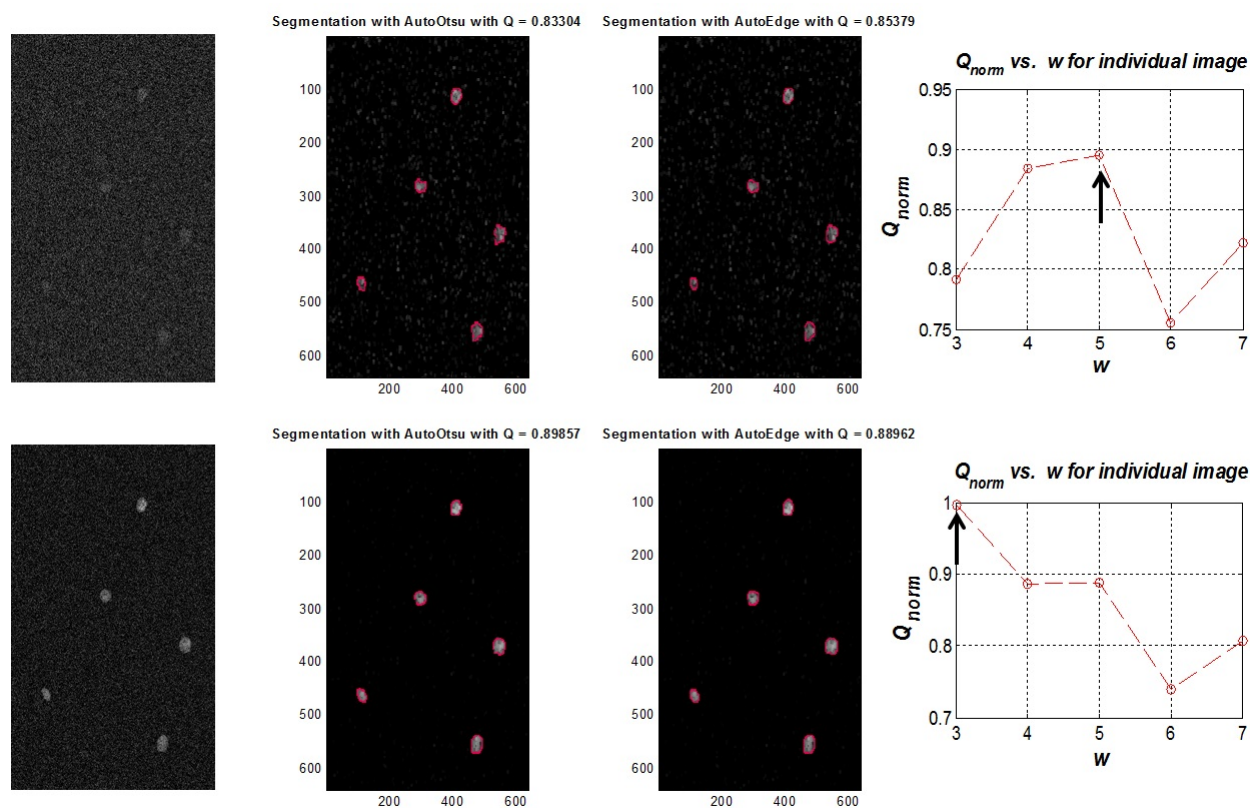 Segmentation with AutoOtsu with Q = 0.83304
100
200
300
400
500
600
200 400 600
Segmentation with AutoEdge with Q = 0.85379
100
200
300
400
500
600
200 400 600
Qnorm vs. w for individual image
Qnorm
0.95
0.9
0.85
0.8
0.75
3 4 5 6 7
w
Segmentation with AutoOtsu with Q = 0.89857
100
200
300
400
500
600
200 400 600
Segmentation with AutoEdge with Q = 0.88962
100
200
300
400
500
600
200 400 600
Qnorm vs. w for individual image
Qnorm
1
0.9
0.8
0.7
3 4 5 6 7
w